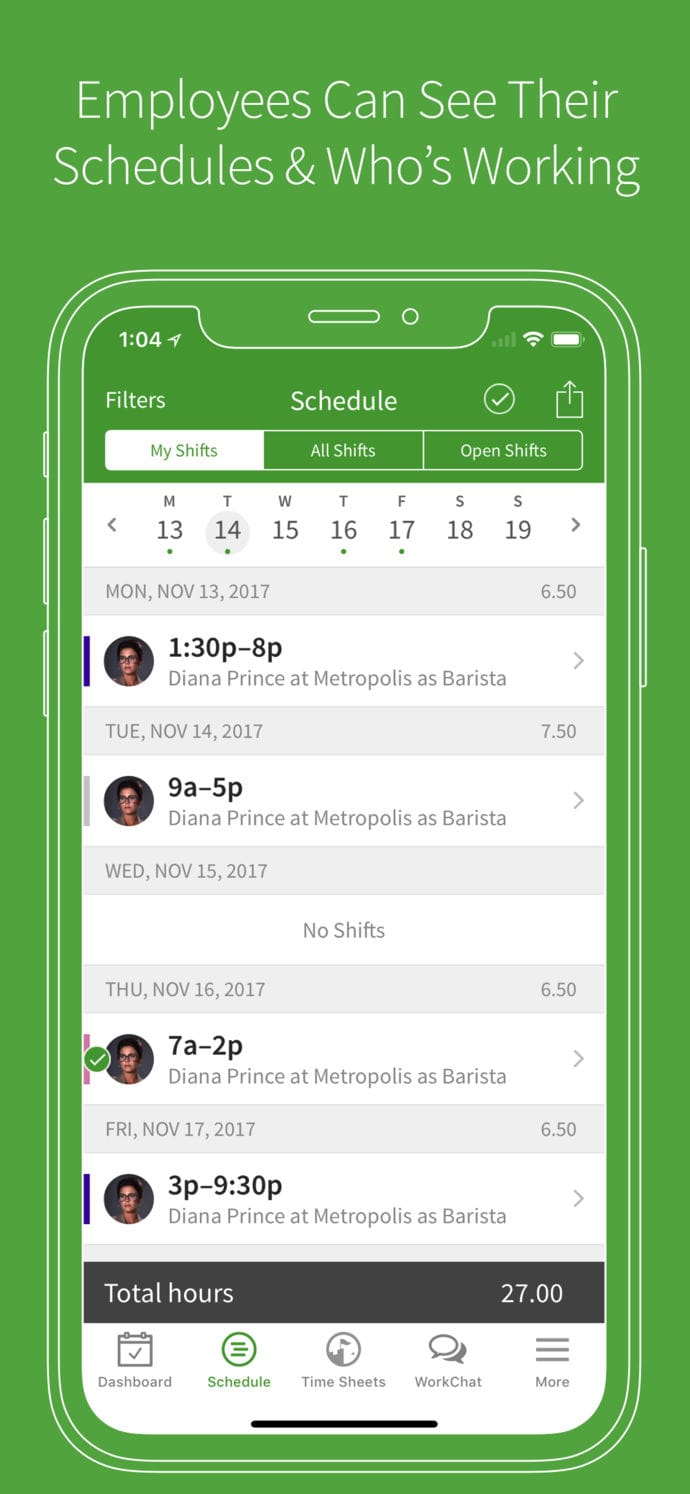 Employees Can See Their
Schedules & Who’s Working
1:04
Filters Schedule
My Shifts All Shifts Open Shifts
M T W T F S S
13 14 15 16 17 18 19
MON, NOV 13, 2017 6.50
1:30p–8p
Diana Prince at Metropolis as Barista
TUE, NOV 14, 2017 7.50
9a–5p
Diana Prince at Metropolis as Barista
WED, NOV 15, 2017
No Shifts
THU, NOV 16, 2017 6.50
7a–2p
Diana Prince at Metropolis as Barista
FRI, NOV 17, 2017 6.50
3p–9:30p
Diana Prince at Metropolis as Barista
Total hours 27.00
Dashboard Schedule Time Sheets WorkChat More